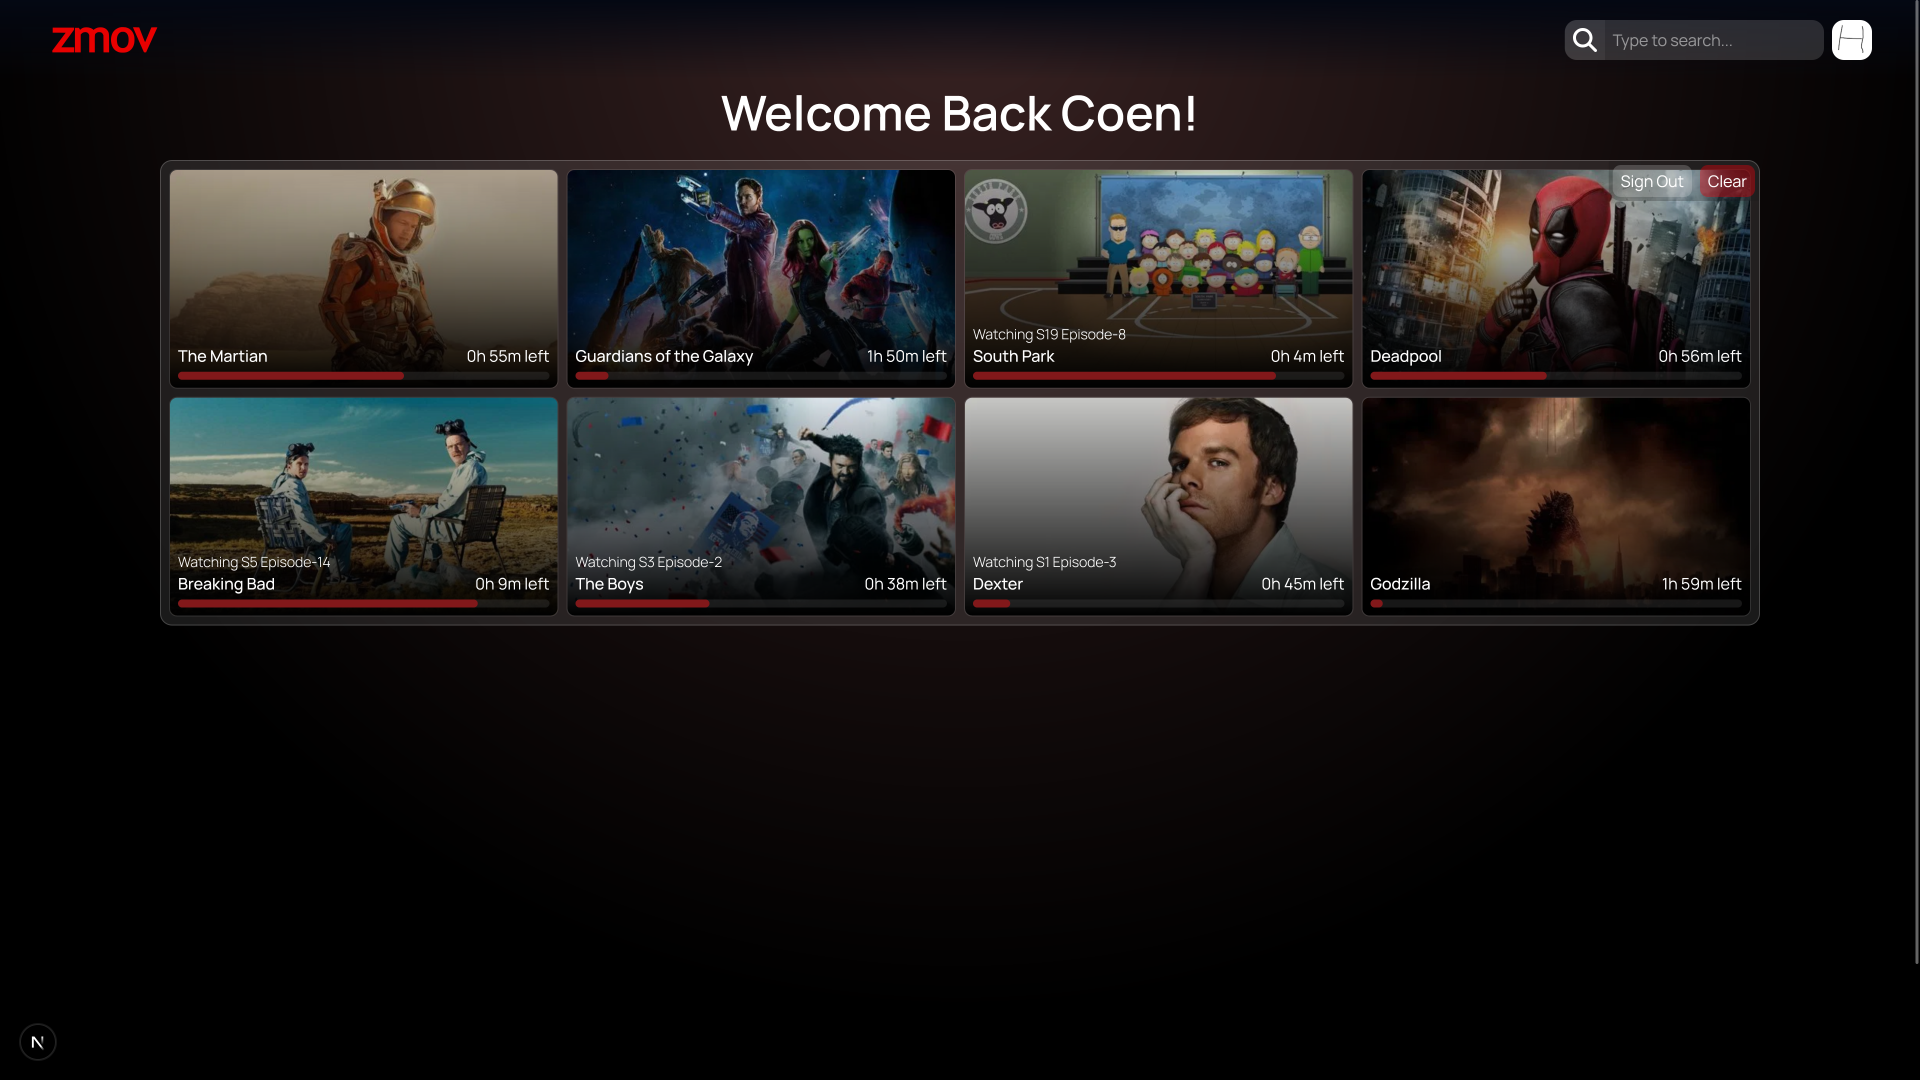 zmov
Type to search...
Welcome Back Coen!
Sign Out
Clear
The Martian
0h 55m left
Guardians of the Galaxy
1h 50m left
Watching S19 Episode-8
South Park
0h 4m left
Deadpool
0h 56m left
Watching S5 Episode-14
Breaking Bad
0h 9m left
Watching S3 Episode-2
The Boys
0h 38m left
Watching S1 Episode-3
Dexter
0h 45m left
Godzilla
1h 59m left
N